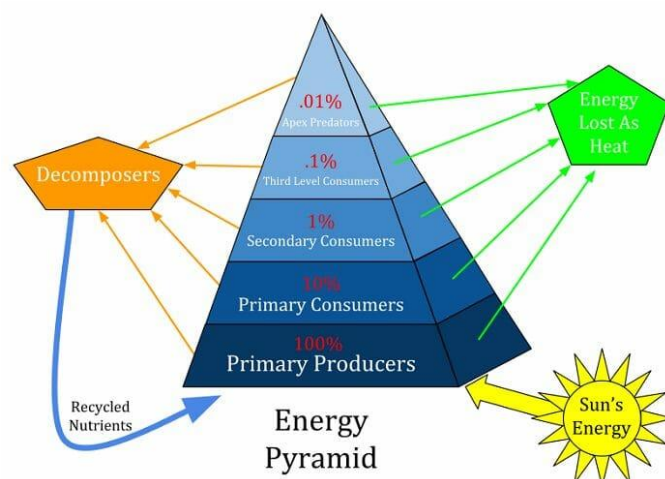 .01%
Apex Predators
.1%
Third Level Consumers
1%
Secondary Consumers
10%
Primary Consumers
100%
Primary Producers
Decomposers
Energy
Lost As
Heat
Recycled
Nutrients
Energy
Pyramid
Sun's
Energy